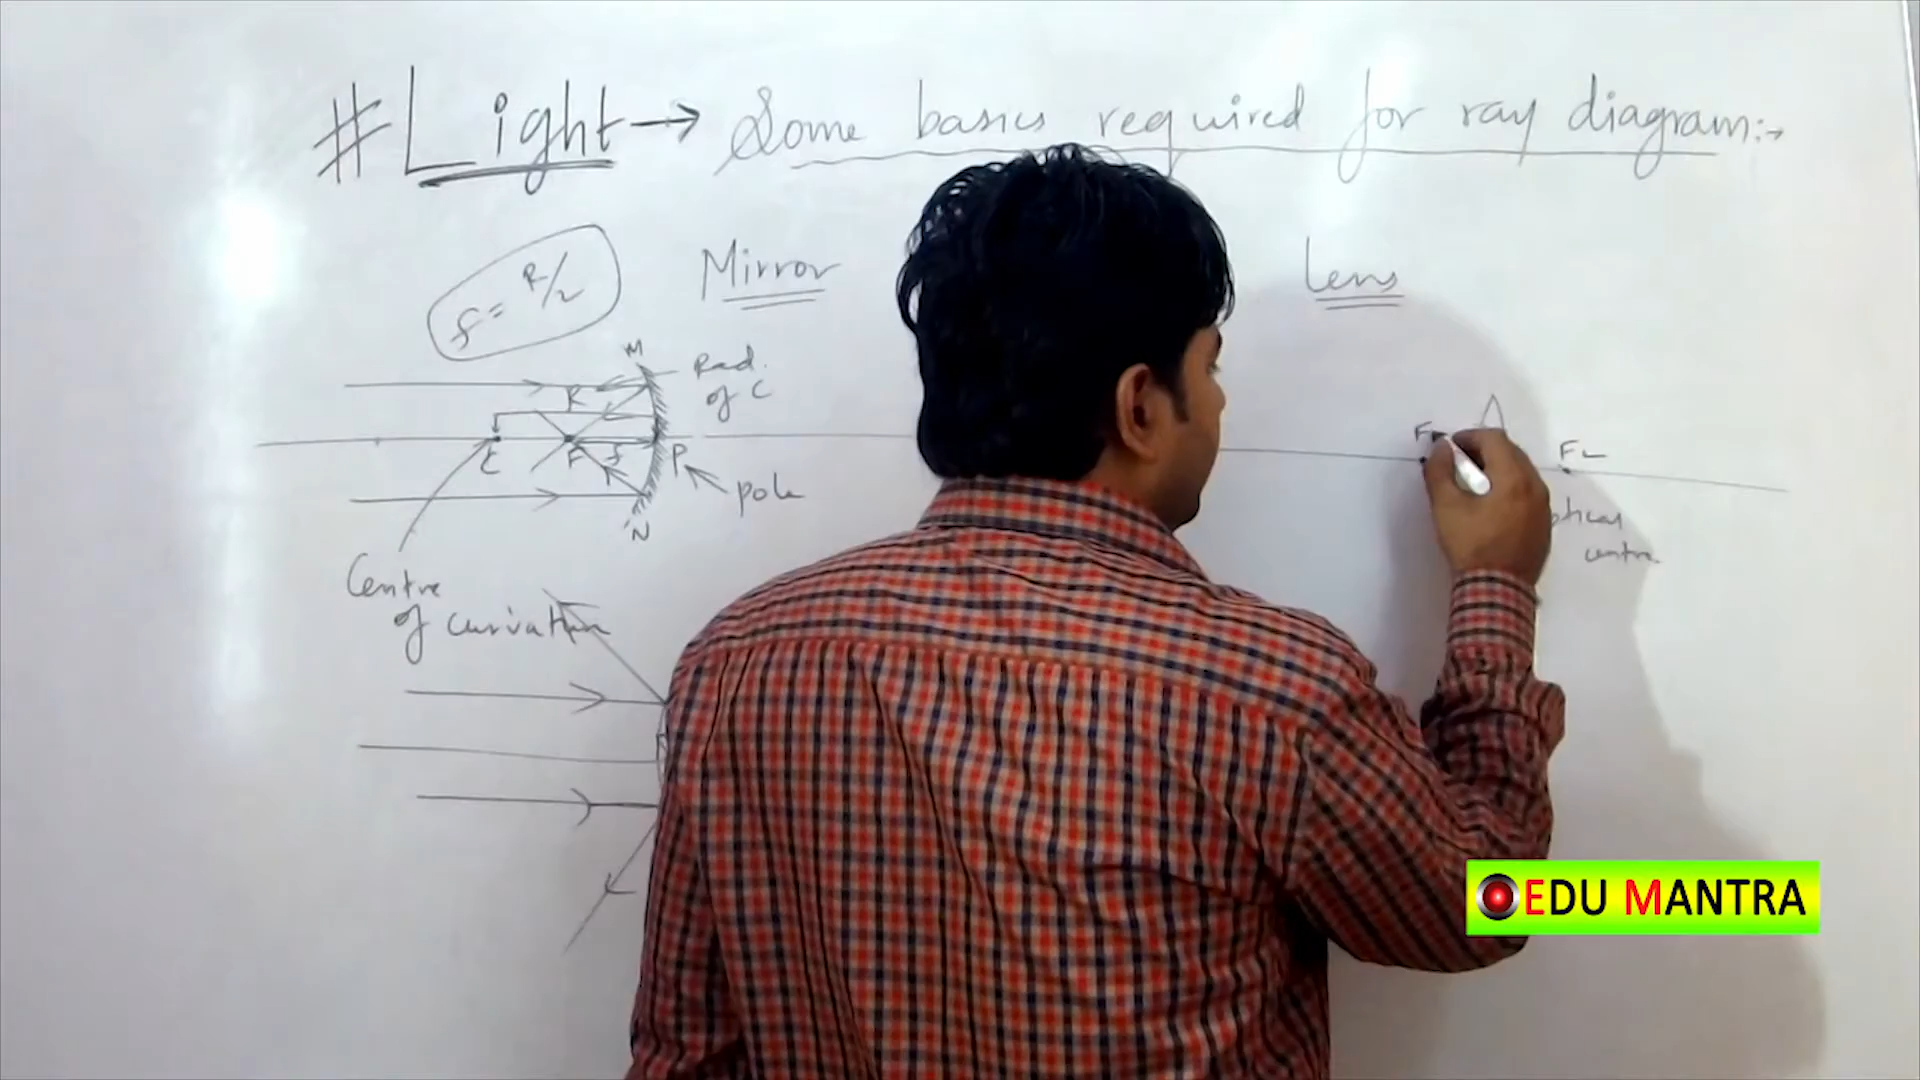 #Light → Some basics required for ray diagram:→
Mirror
Lens
f = R/2
M
Rad.
of C
R
C
F
f
P
pole
N
Centre
of curvature
F
F2
optical
centre
EDU MANTRA